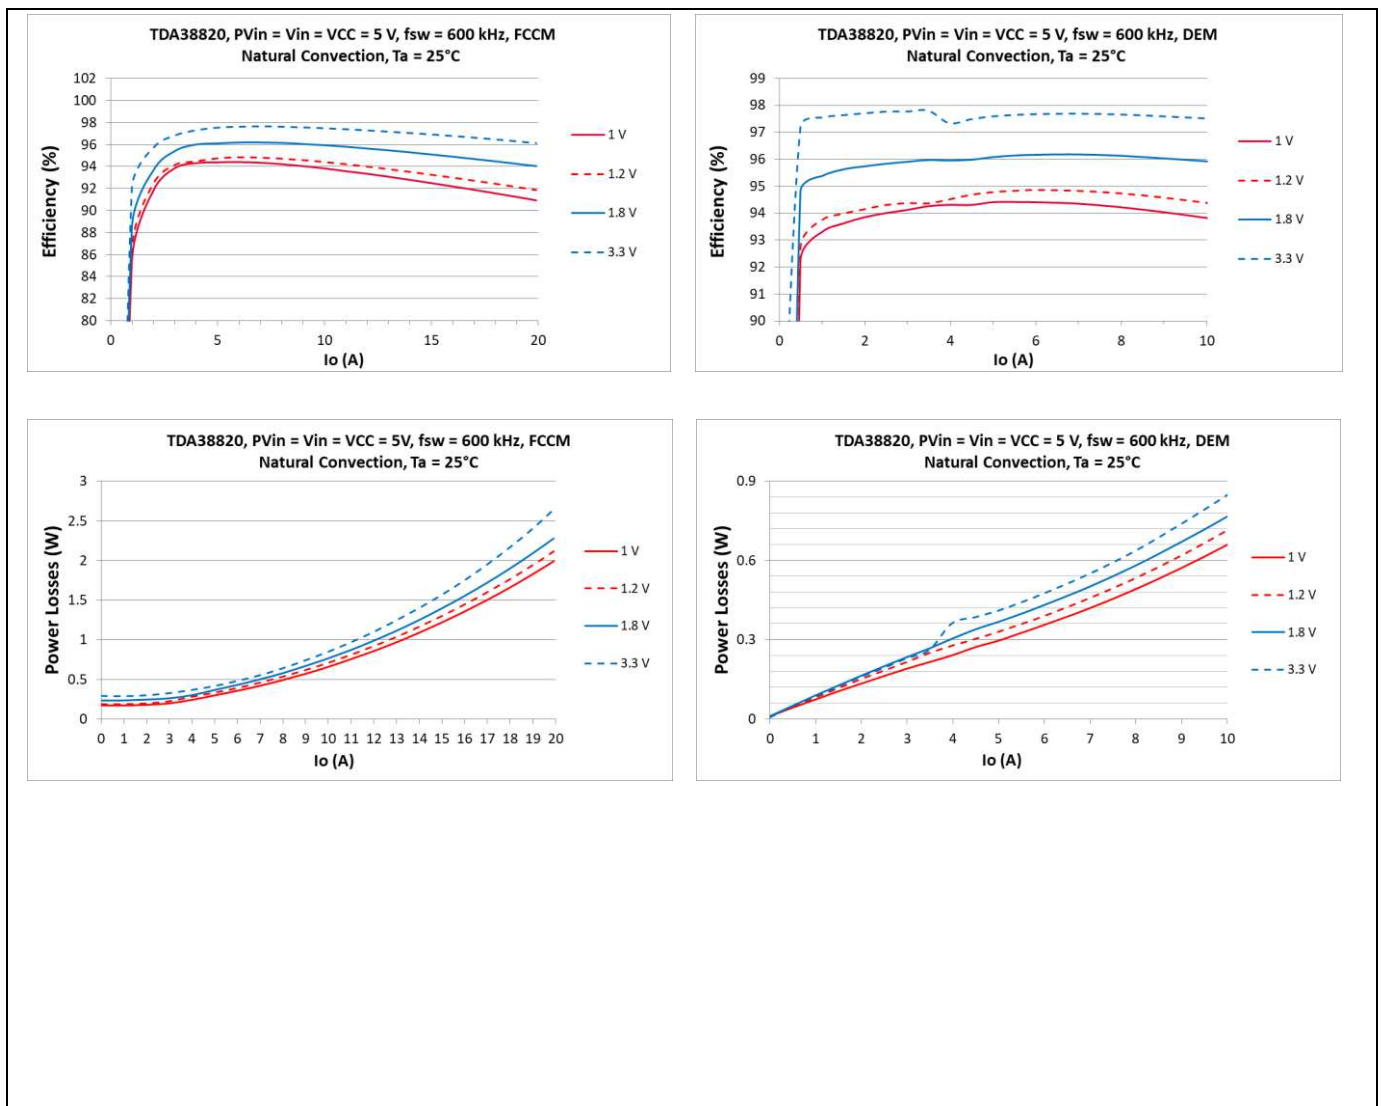 TDA38820, PVin = Vin = VCC = 5 V, fsw = 600 kHz, FCCM
Natural Convection, Ta = 25°C
Efficiency (%)
102
100
98
96
94
92
90
88
86
84
82
80
0
5
10
15
20
Io (A)
1 V
1.2 V
1.8 V
3.3 V
TDA38820, PVin = Vin = VCC = 5 V, fsw = 600 kHz, DEM
Natural Convection, Ta = 25°C
Efficiency (%)
99
98
97
96
95
94
93
92
91
90
0
2
4
6
8
10
Io (A)
1 V
1.2 V
1.8 V
3.3 V
TDA38820, PVin = Vin = VCC = 5V, fsw = 600 kHz, FCCM
Natural Convection, Ta = 25°C
Power Losses (W)
3
2.5
2
1.5
1
0.5
0
0 1 2 3 4 5 6 7 8 9 10 11 12 13 14 15 16 17 18 19 20
Io (A)
1 V
1.2 V
1.8 V
3.3 V
TDA38820, PVin = Vin = VCC = 5 V, fsw = 600 kHz, DEM
Natural Convection, Ta = 25°C
Power Losses (W)
0.9
0.6
0.3
0
0 1 2 3 4 5 6 7 8 9 10
Io (A)
1 V
1.2 V
1.8 V
3.3 V